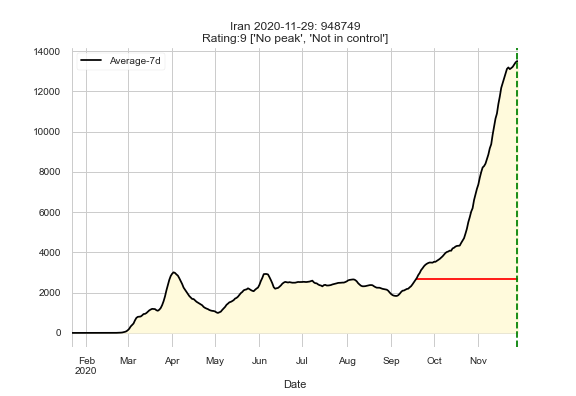 Iran 2020-11-29: 948749
Rating:9 ['No peak', 'Not in control']
14000
Average-7d
12000
10000
8000
6000
4000
2000
0
Feb Mar Apr May Jun Jul Aug Sep Oct Nov
2020
Date